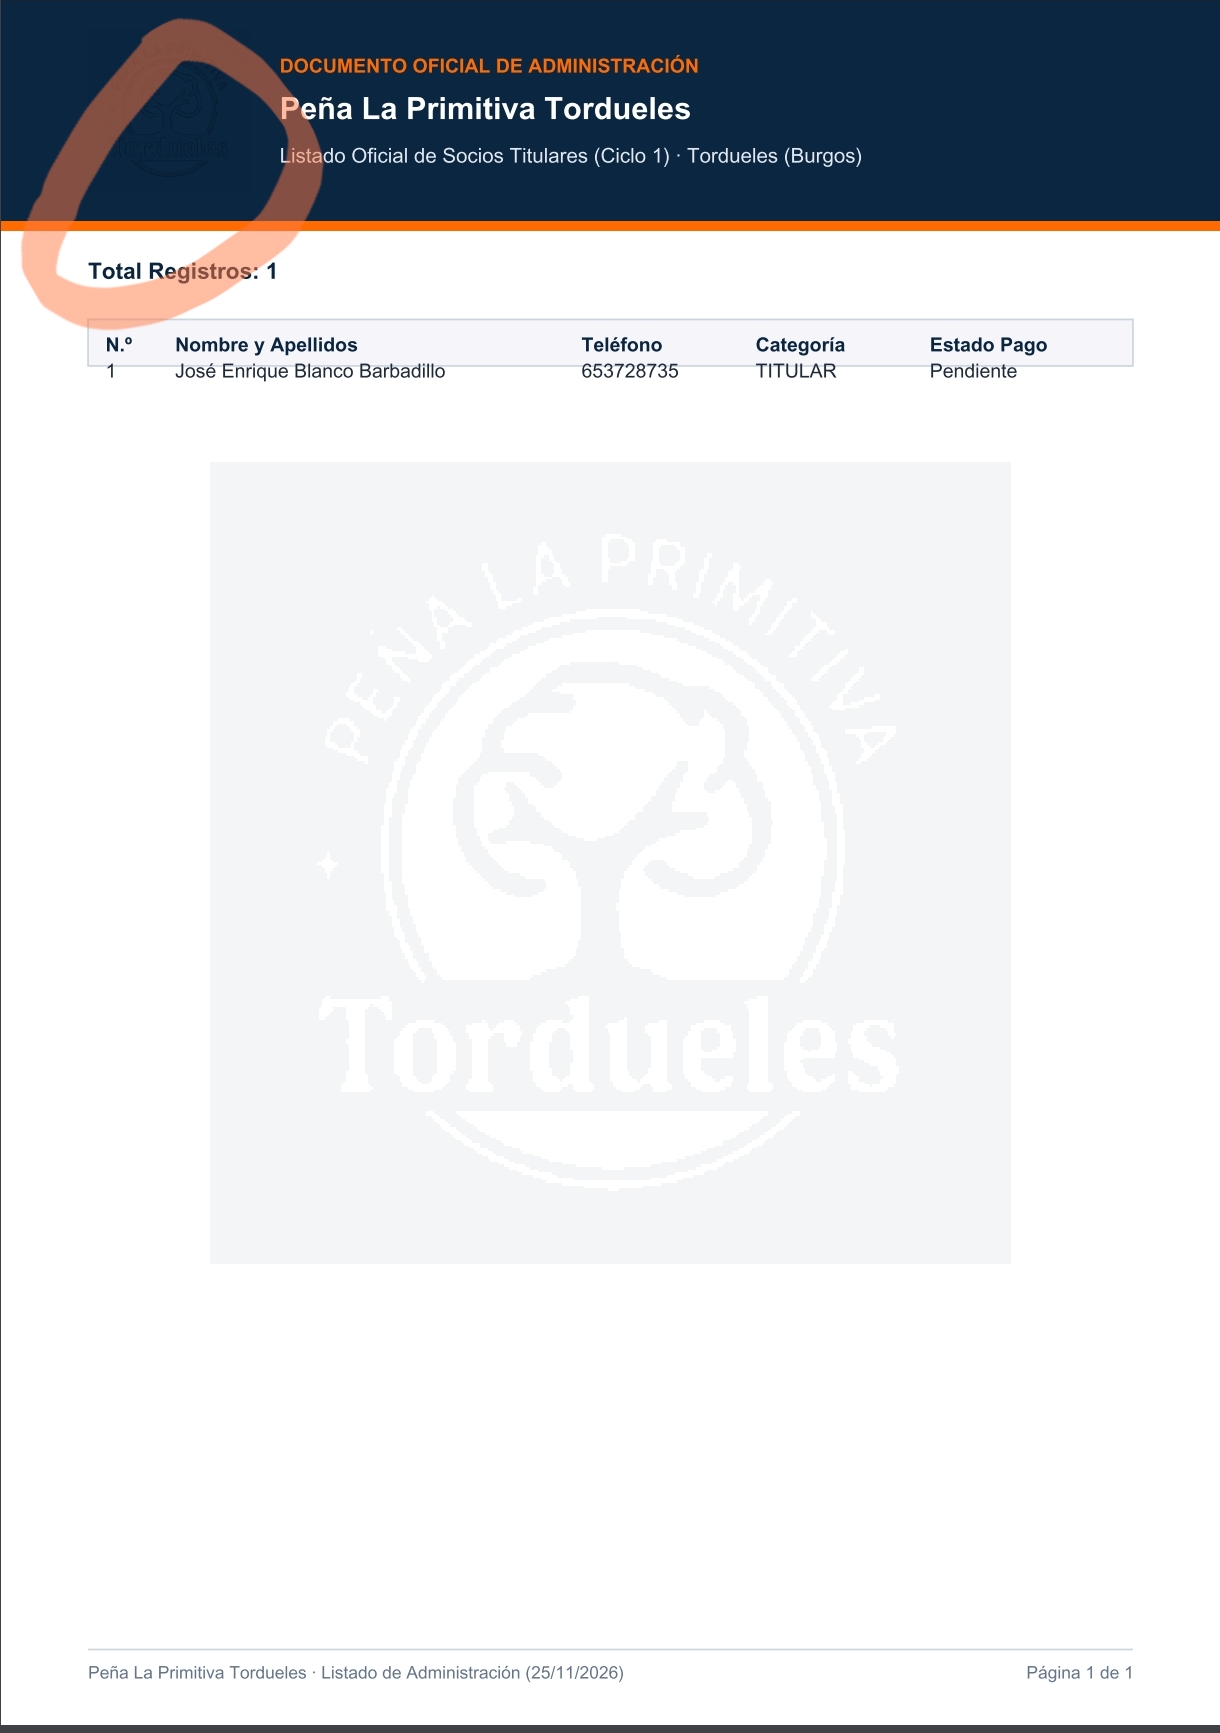 DOCUMENTO OFICIAL DE ADMINISTRACIÓN
Peña La Primitiva Tordueles
Listado Oficial de Socios Titulares (Ciclo 1) · Tordueles (Burgos)
Tordueles
Total Registros: 1
N.º Nombre y Apellidos Teléfono Categoría Estado Pago
1 José Enrique Blanco Barbadillo 653728735 TITULAR Pendiente
PEÑA LA PRIMITIVA
Tordueles
Peña La Primitiva Tordueles · Listado de Administración (25/11/2026) Página 1 de 1